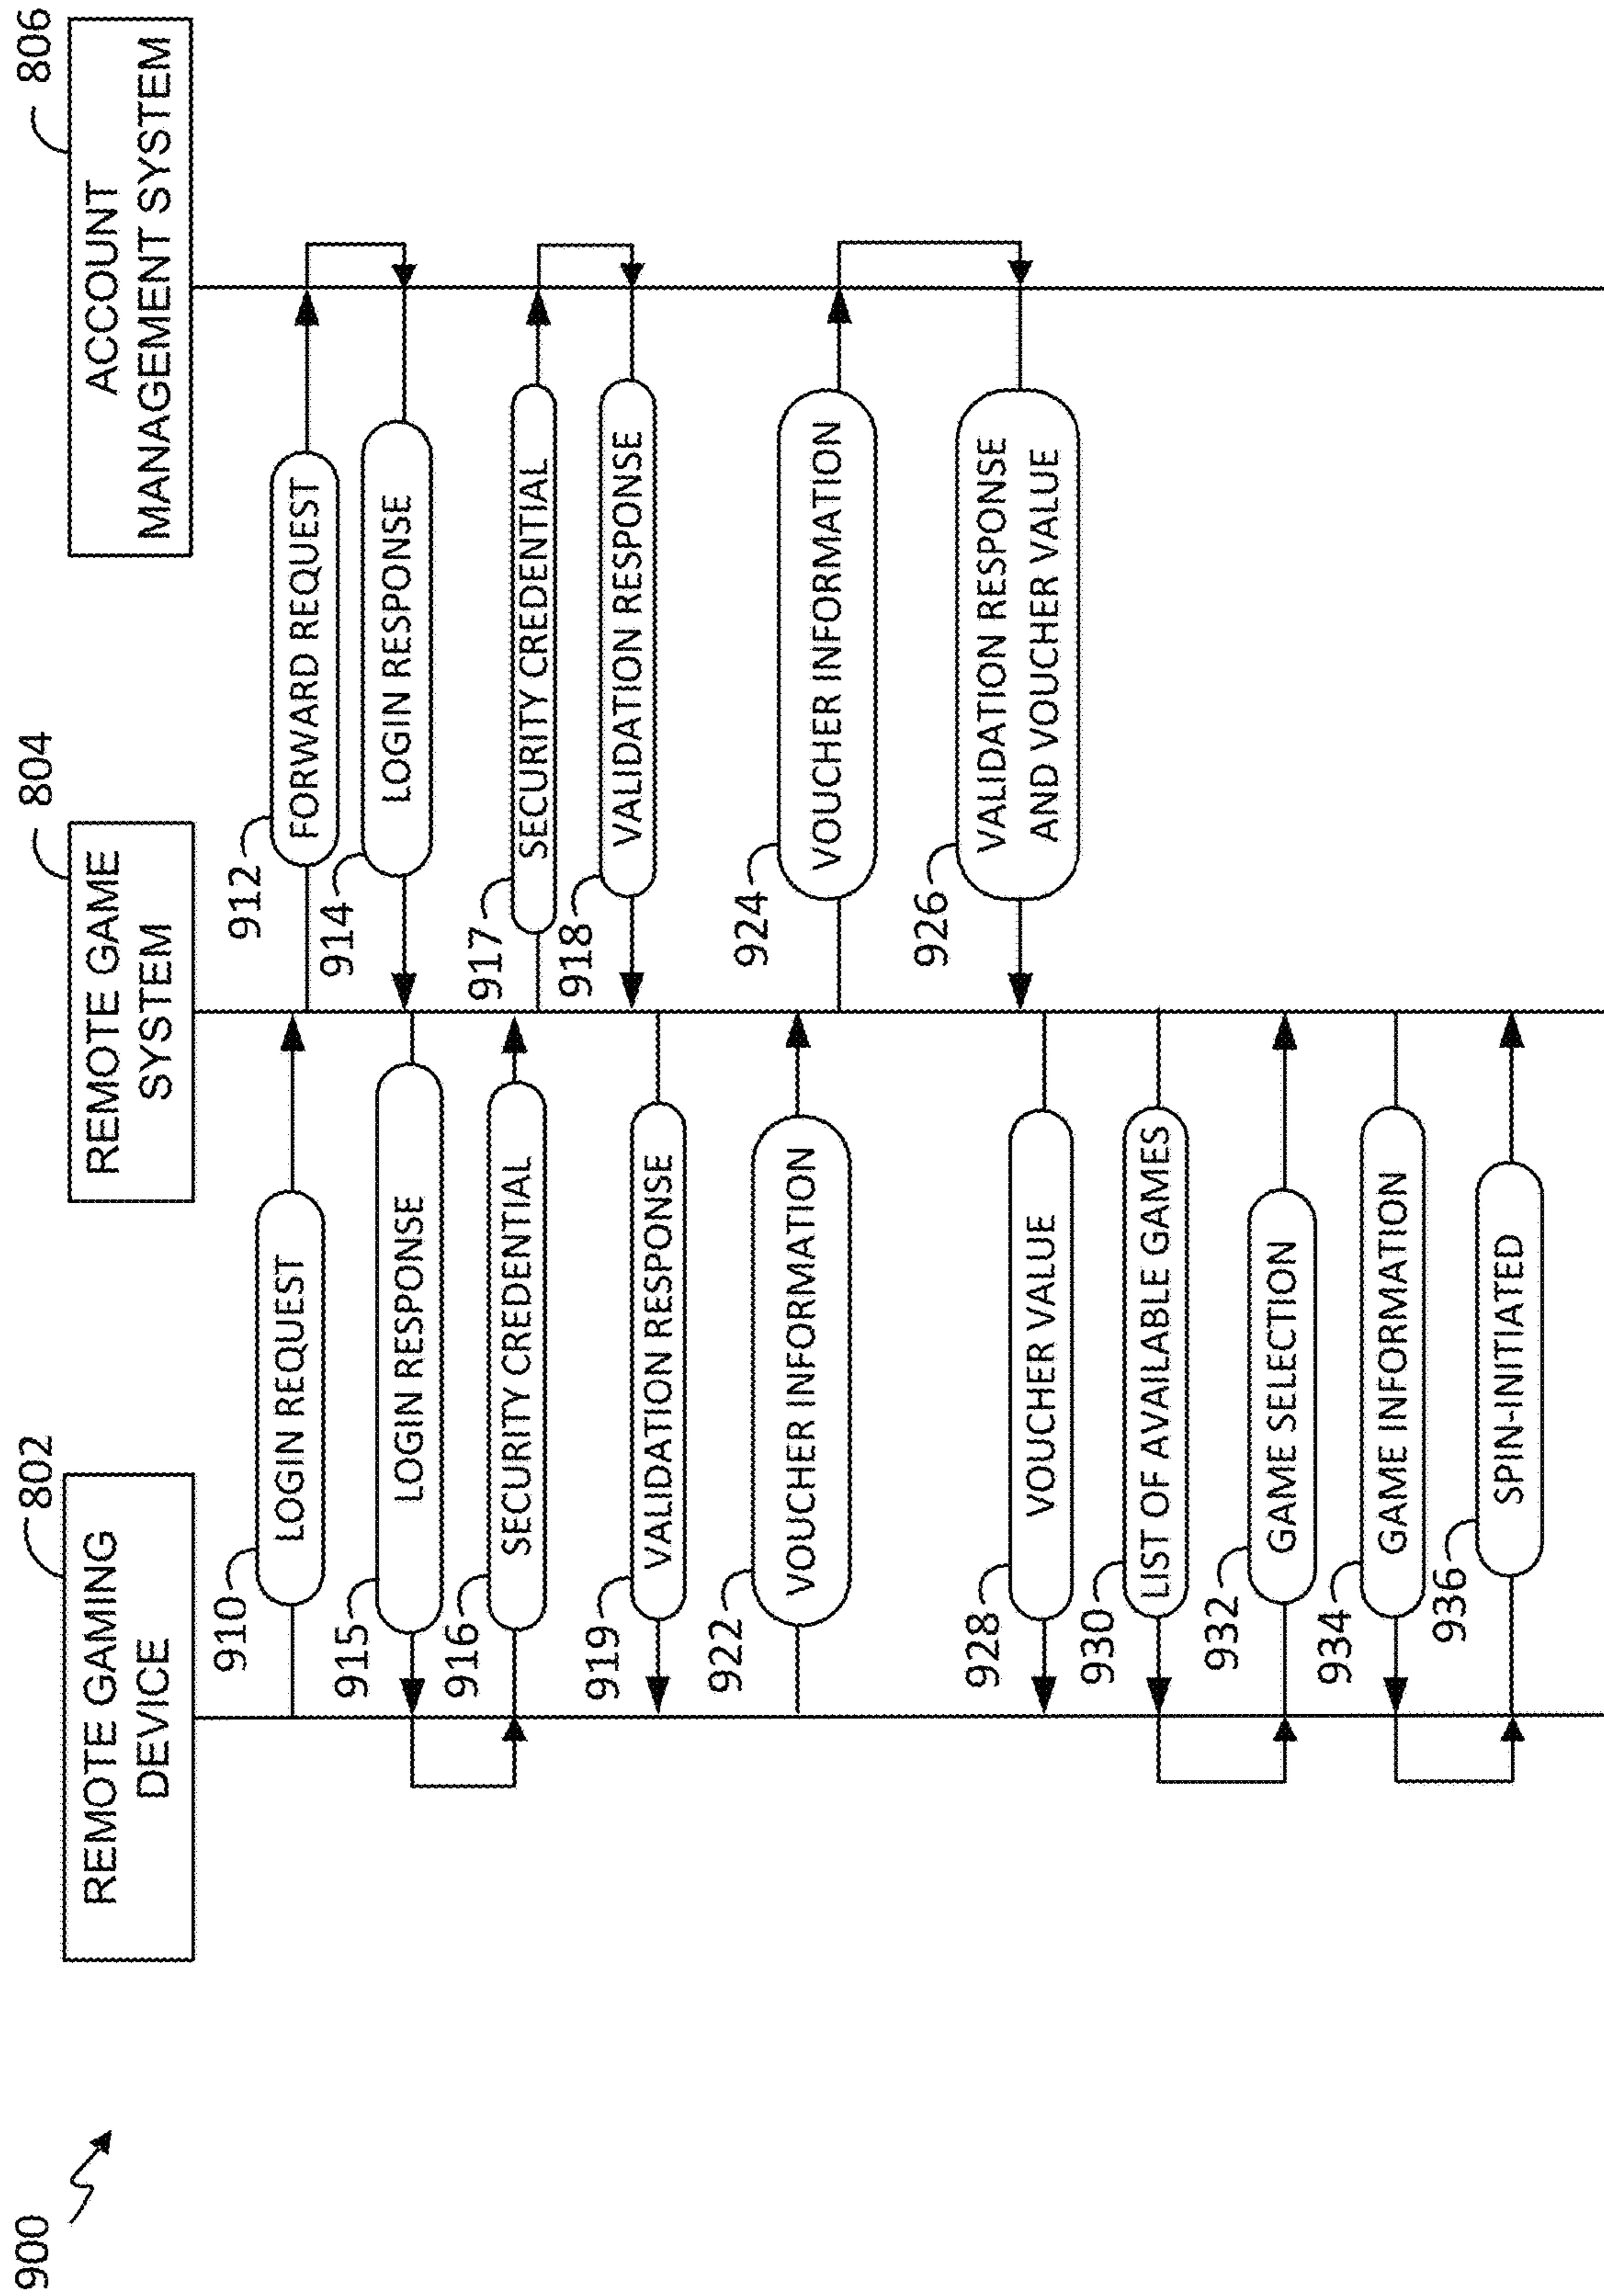 900
REMOTE GAMING
DEVICE
802
REMOTE GAME
SYSTEM
804
ACCOUNT
MANAGEMENT SYSTEM
806
910
LOGIN REQUEST
912
FORWARD REQUEST
914
LOGIN RESPONSE
915
LOGIN RESPONSE
916
SECURITY CREDENTIAL
917
SECURITY CREDENTIAL
918
VALIDATION RESPONSE
919
VALIDATION RESPONSE
922
VOUCHER INFORMATION
924
VOUCHER INFORMATION
926
VALIDATION RESPONSE
AND VOUCHER VALUE
928
VOUCHER VALUE
930
LIST OF AVAILABLE GAMES
932
GAME SELECTION
934
GAME INFORMATION
936
SPIN-INITIATED